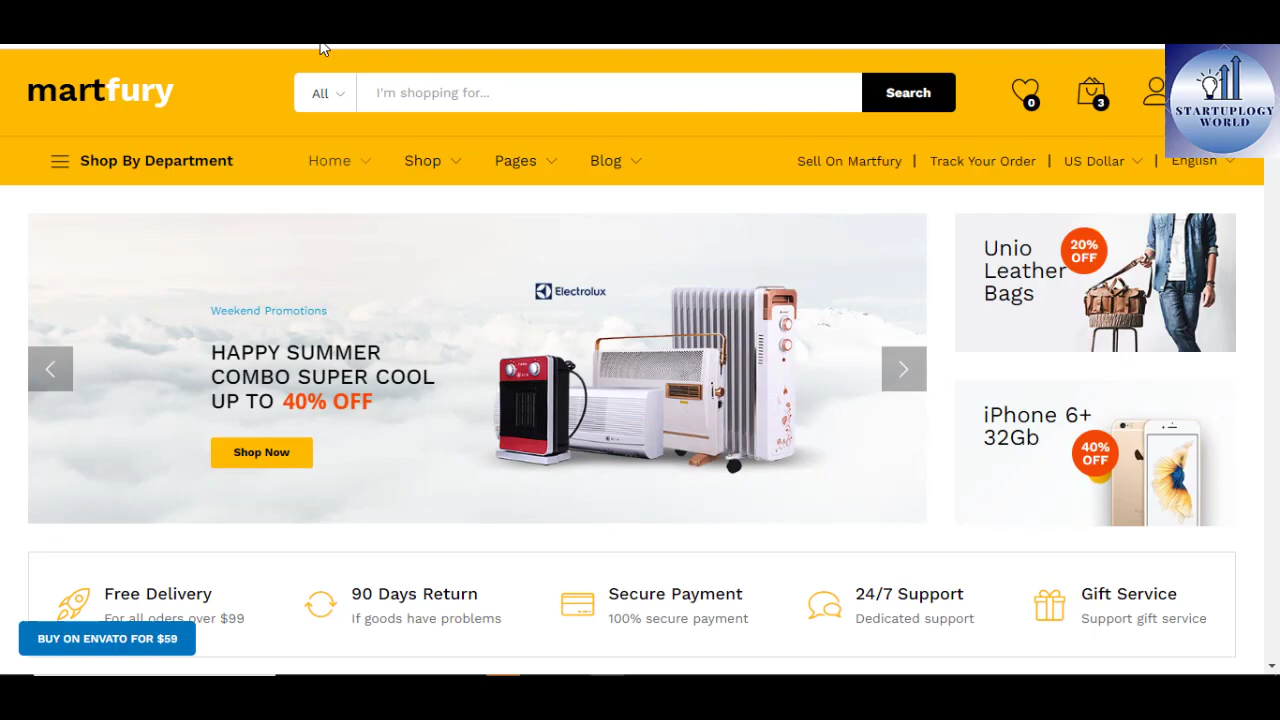 martfury
All
I'm shopping for...
Search
0
3
STARTUPLOGY
WORLD
Shop By Department
Home
Shop
Pages
Blog
Sell On Martfury
Track Your Order
US Dollar
English
Electrolux
Weekend Promotions
HAPPY SUMMER
COMBO SUPER COOL
UP TO 40% OFF
Shop Now
Unio
Leather
Bags
20%
OFF
iPhone 6+
32Gb
40%
OFF
Free Delivery
For all oders over $99
90 Days Return
If goods have problems
Secure Payment
100% secure payment
24/7 Support
Dedicated support
Gift Service
Support gift service
BUY ON ENVATO FOR $59